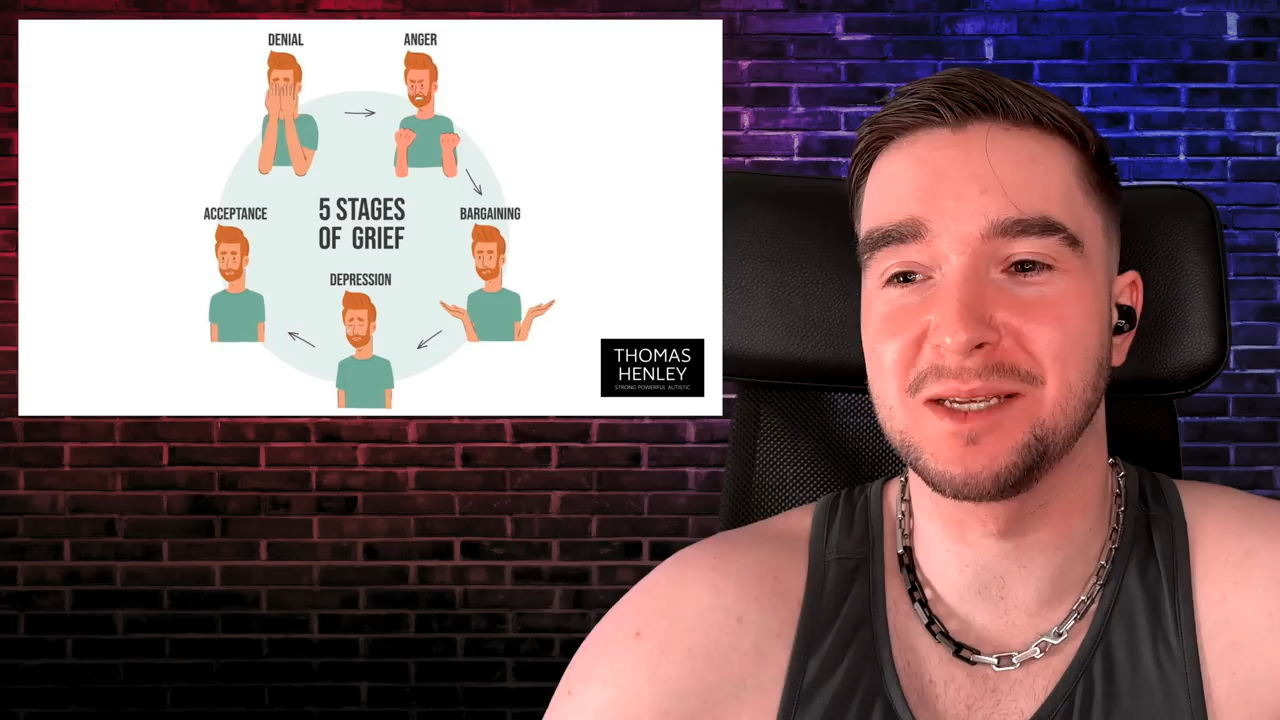 DENIAL
ANGER
5 STAGES
OF GRIEF
ACCEPTANCE
BARGAINING
DEPRESSION
THOMAS
HENLEY
STRONG POWERFUL AUTISTIC